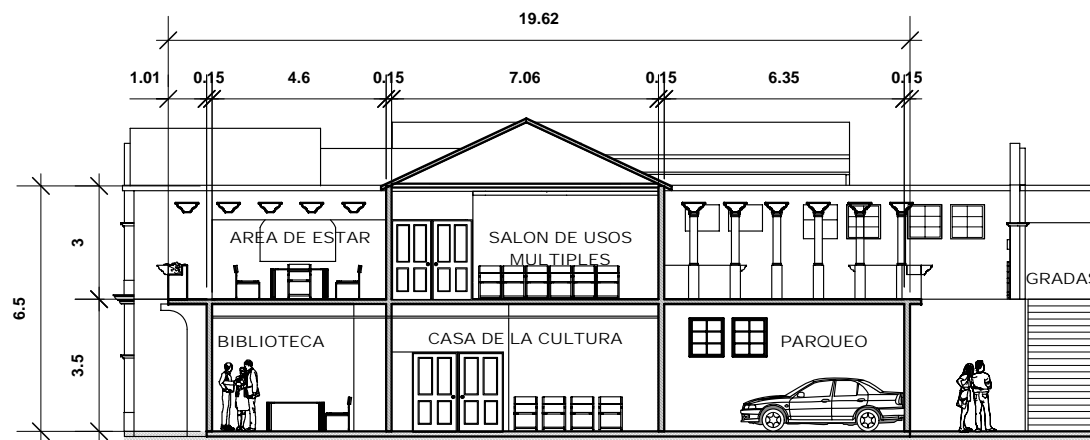 19.62
1.01 0.15 4.6 0.15 7.06 0.15 6.35 0.15
3
6.5
3.5
AREA DE ESTAR
SALON DE USOS
MULTIPLES
GRADAS
BIBLIOTECA
CASA DE LA CULTURA
PARQUEO